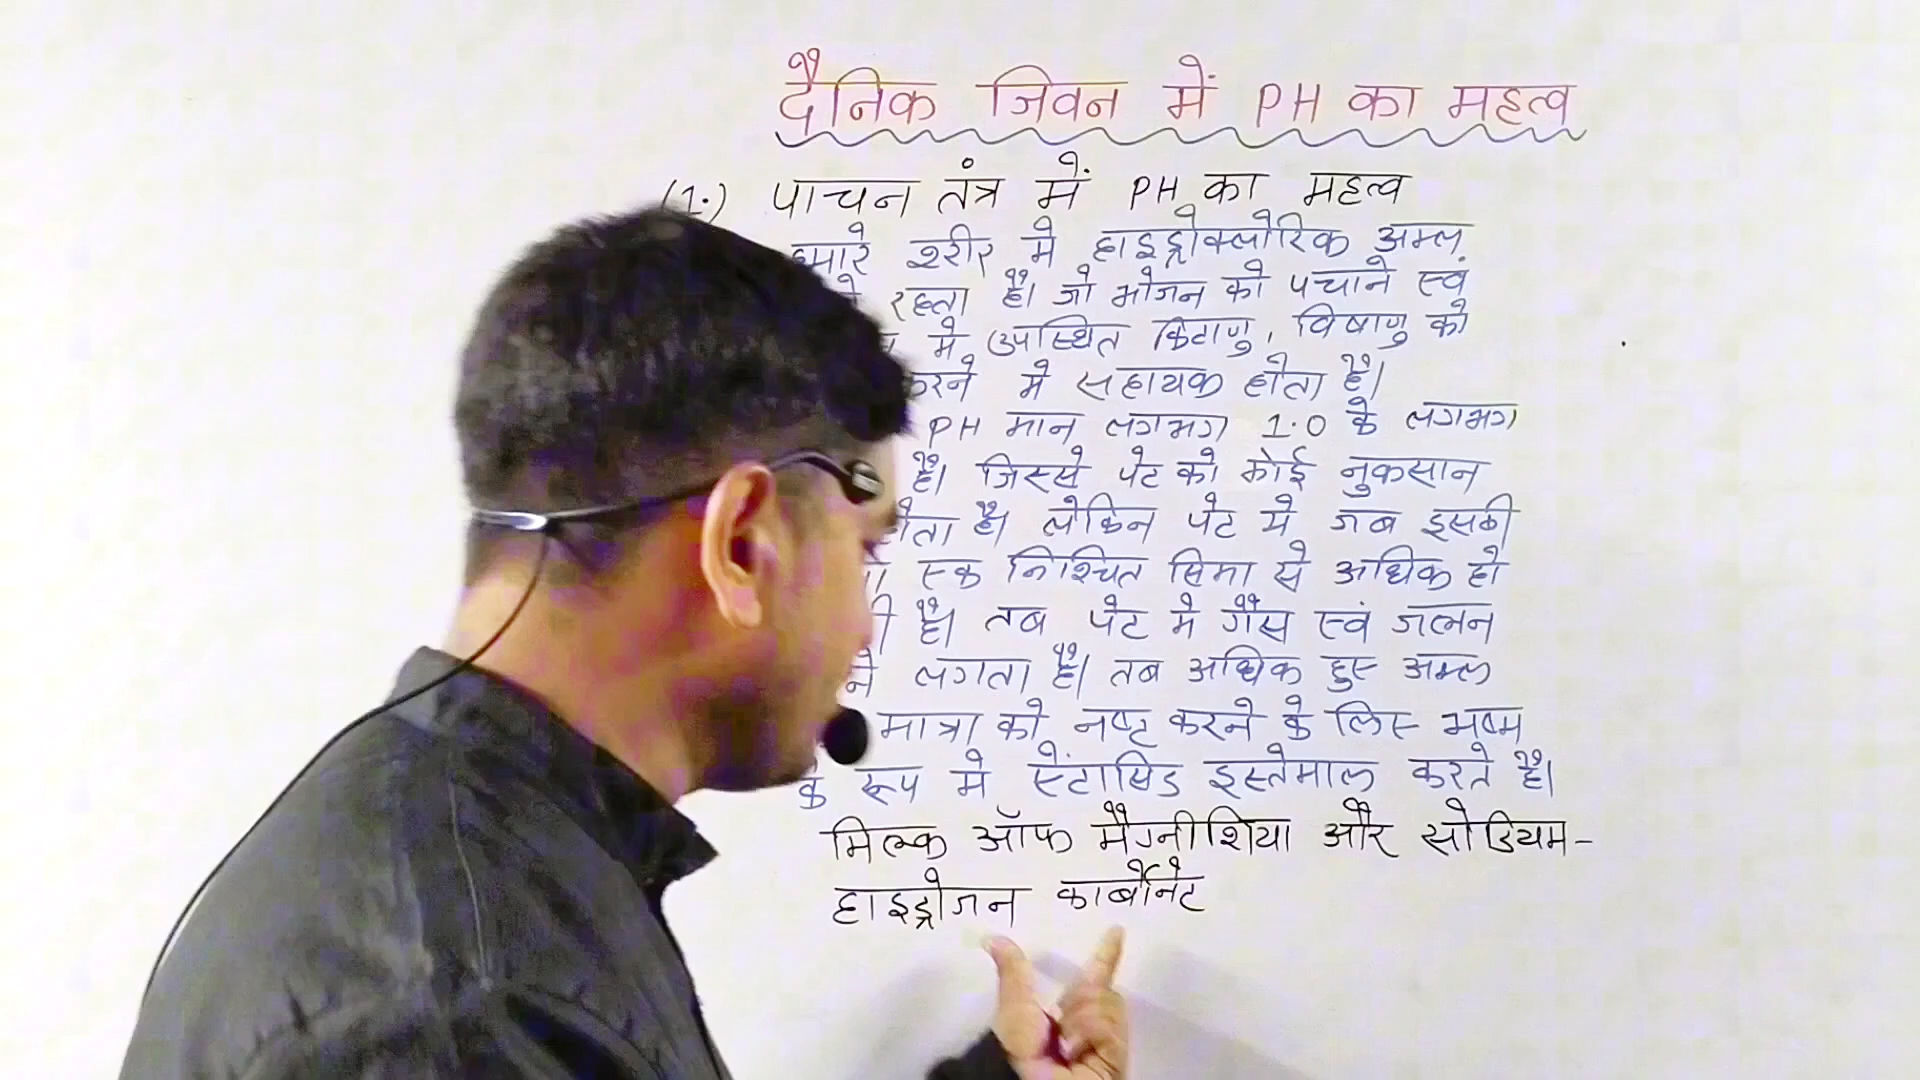 दैनिक जिवन में PH का महत्व
(1.) पाचन तंत्र में PH का महत्व
हमारे शरीर मे हाइड्रोक्लोरिक अम्ल
रहता है। जो भोजन को पचाने एवं
मे उपस्थित किटाणु, विषाणु को
करने मे सहायक होता है।
PH मान लगभग 1.0 के लगभग
है। जिससे पेट को कोई नुकसान
होता है। लेकिन पेट मे जब इसकी
एक निश्चित सिमा से अधिक हो
है। तब पेट मे गैस एवं जलन
लगता है। तब अधिक हुए अम्ल
मात्रा को नष्ट करने के लिए भष्म
के रूप मे ऐंटासिड इस्तेमाल करते है।
मिल्क ऑफ मैग्नीशिया और सोडियम-
हाइड्रोजन कार्बोनेट